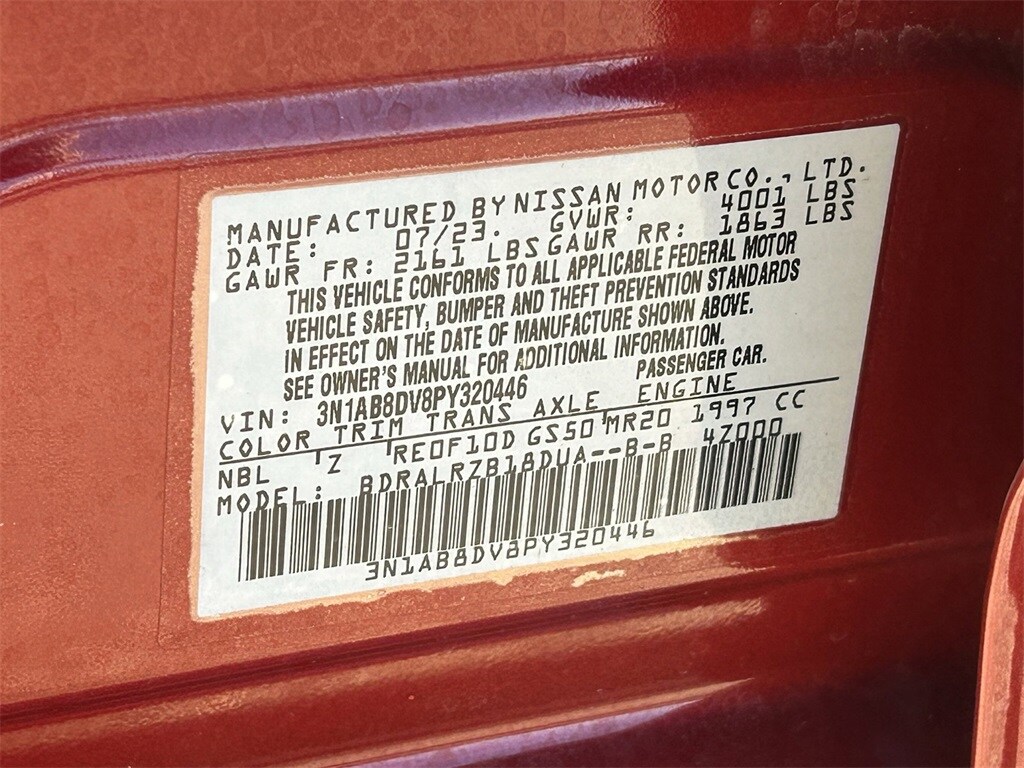 MANUFACTURED BY NISSAN MOTOR CO., LTD.
DATE: 07/23. GVWR: 4001 LBS
GAWR FR: 2161 LBS GAWR RR: 1863 LBS
THIS VEHICLE CONFORMS TO ALL APPLICABLE FEDERAL MOTOR
VEHICLE SAFETY, BUMPER AND THEFT PREVENTION STANDARDS
IN EFFECT ON THE DATE OF MANUFACTURE SHOWN ABOVE.
SEE OWNER'S MANUAL FOR ADDITIONAL INFORMATION.
VIN: 3N1AB8DV8PY320446 PASSENGER CAR.
COLOR TRIM TRANS AXLE ENGINE
NBL Z RE0F10D GS50 MR20 1997 CC
MODEL: BDRALRZB18DUA--B-B 4Z000
3N1AB8DV8PY320446